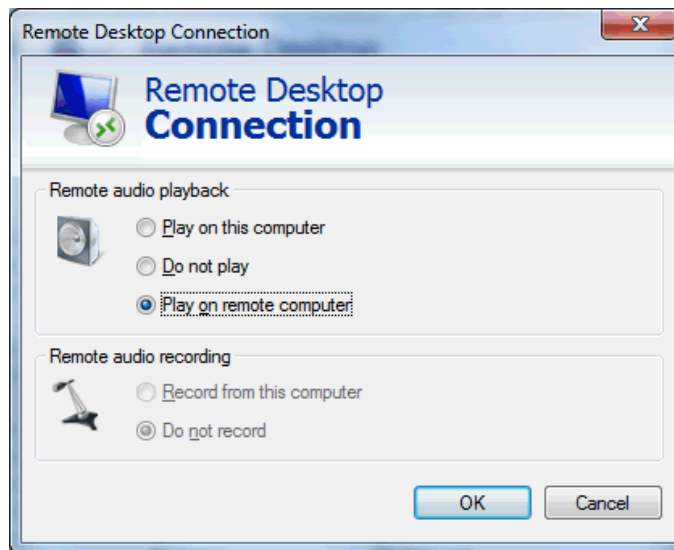 Remote Desktop Connection
Remote Desktop
Connection
Remote audio playback
Play on this computer
Do not play
Play on remote computer
Remote audio recording
Record from this computer
Do not record
OK
Cancel